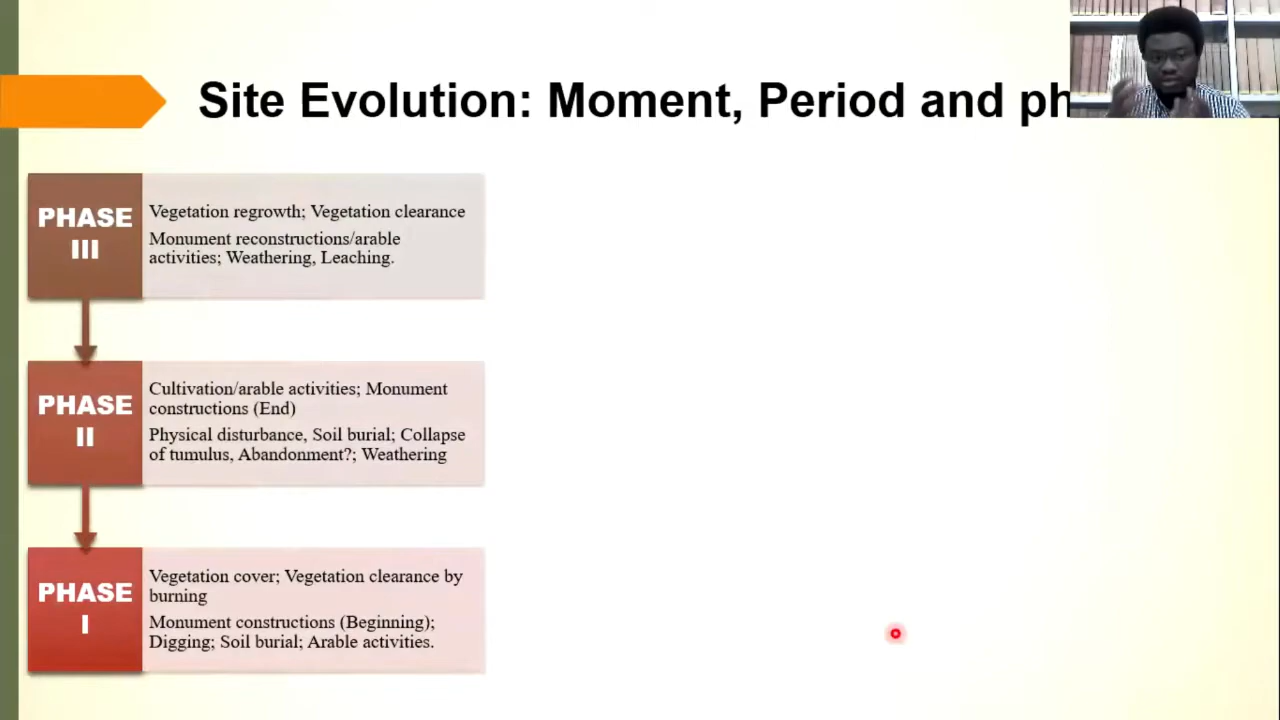 Site Evolution: Moment, Period and ph
PHASE
III
Vegetation regrowth; Vegetation clearance
Monument reconstructions/arable
activities; Weathering, Leaching.
PHASE
II
Cultivation/arable activities; Monument
constructions (End)
Physical disturbance, Soil burial; Collapse
of tumulus, Abandonment?; Weathering
PHASE
I
Vegetation cover; Vegetation clearance by
burning
Monument constructions (Beginning);
Digging; Soil burial; Arable activities.